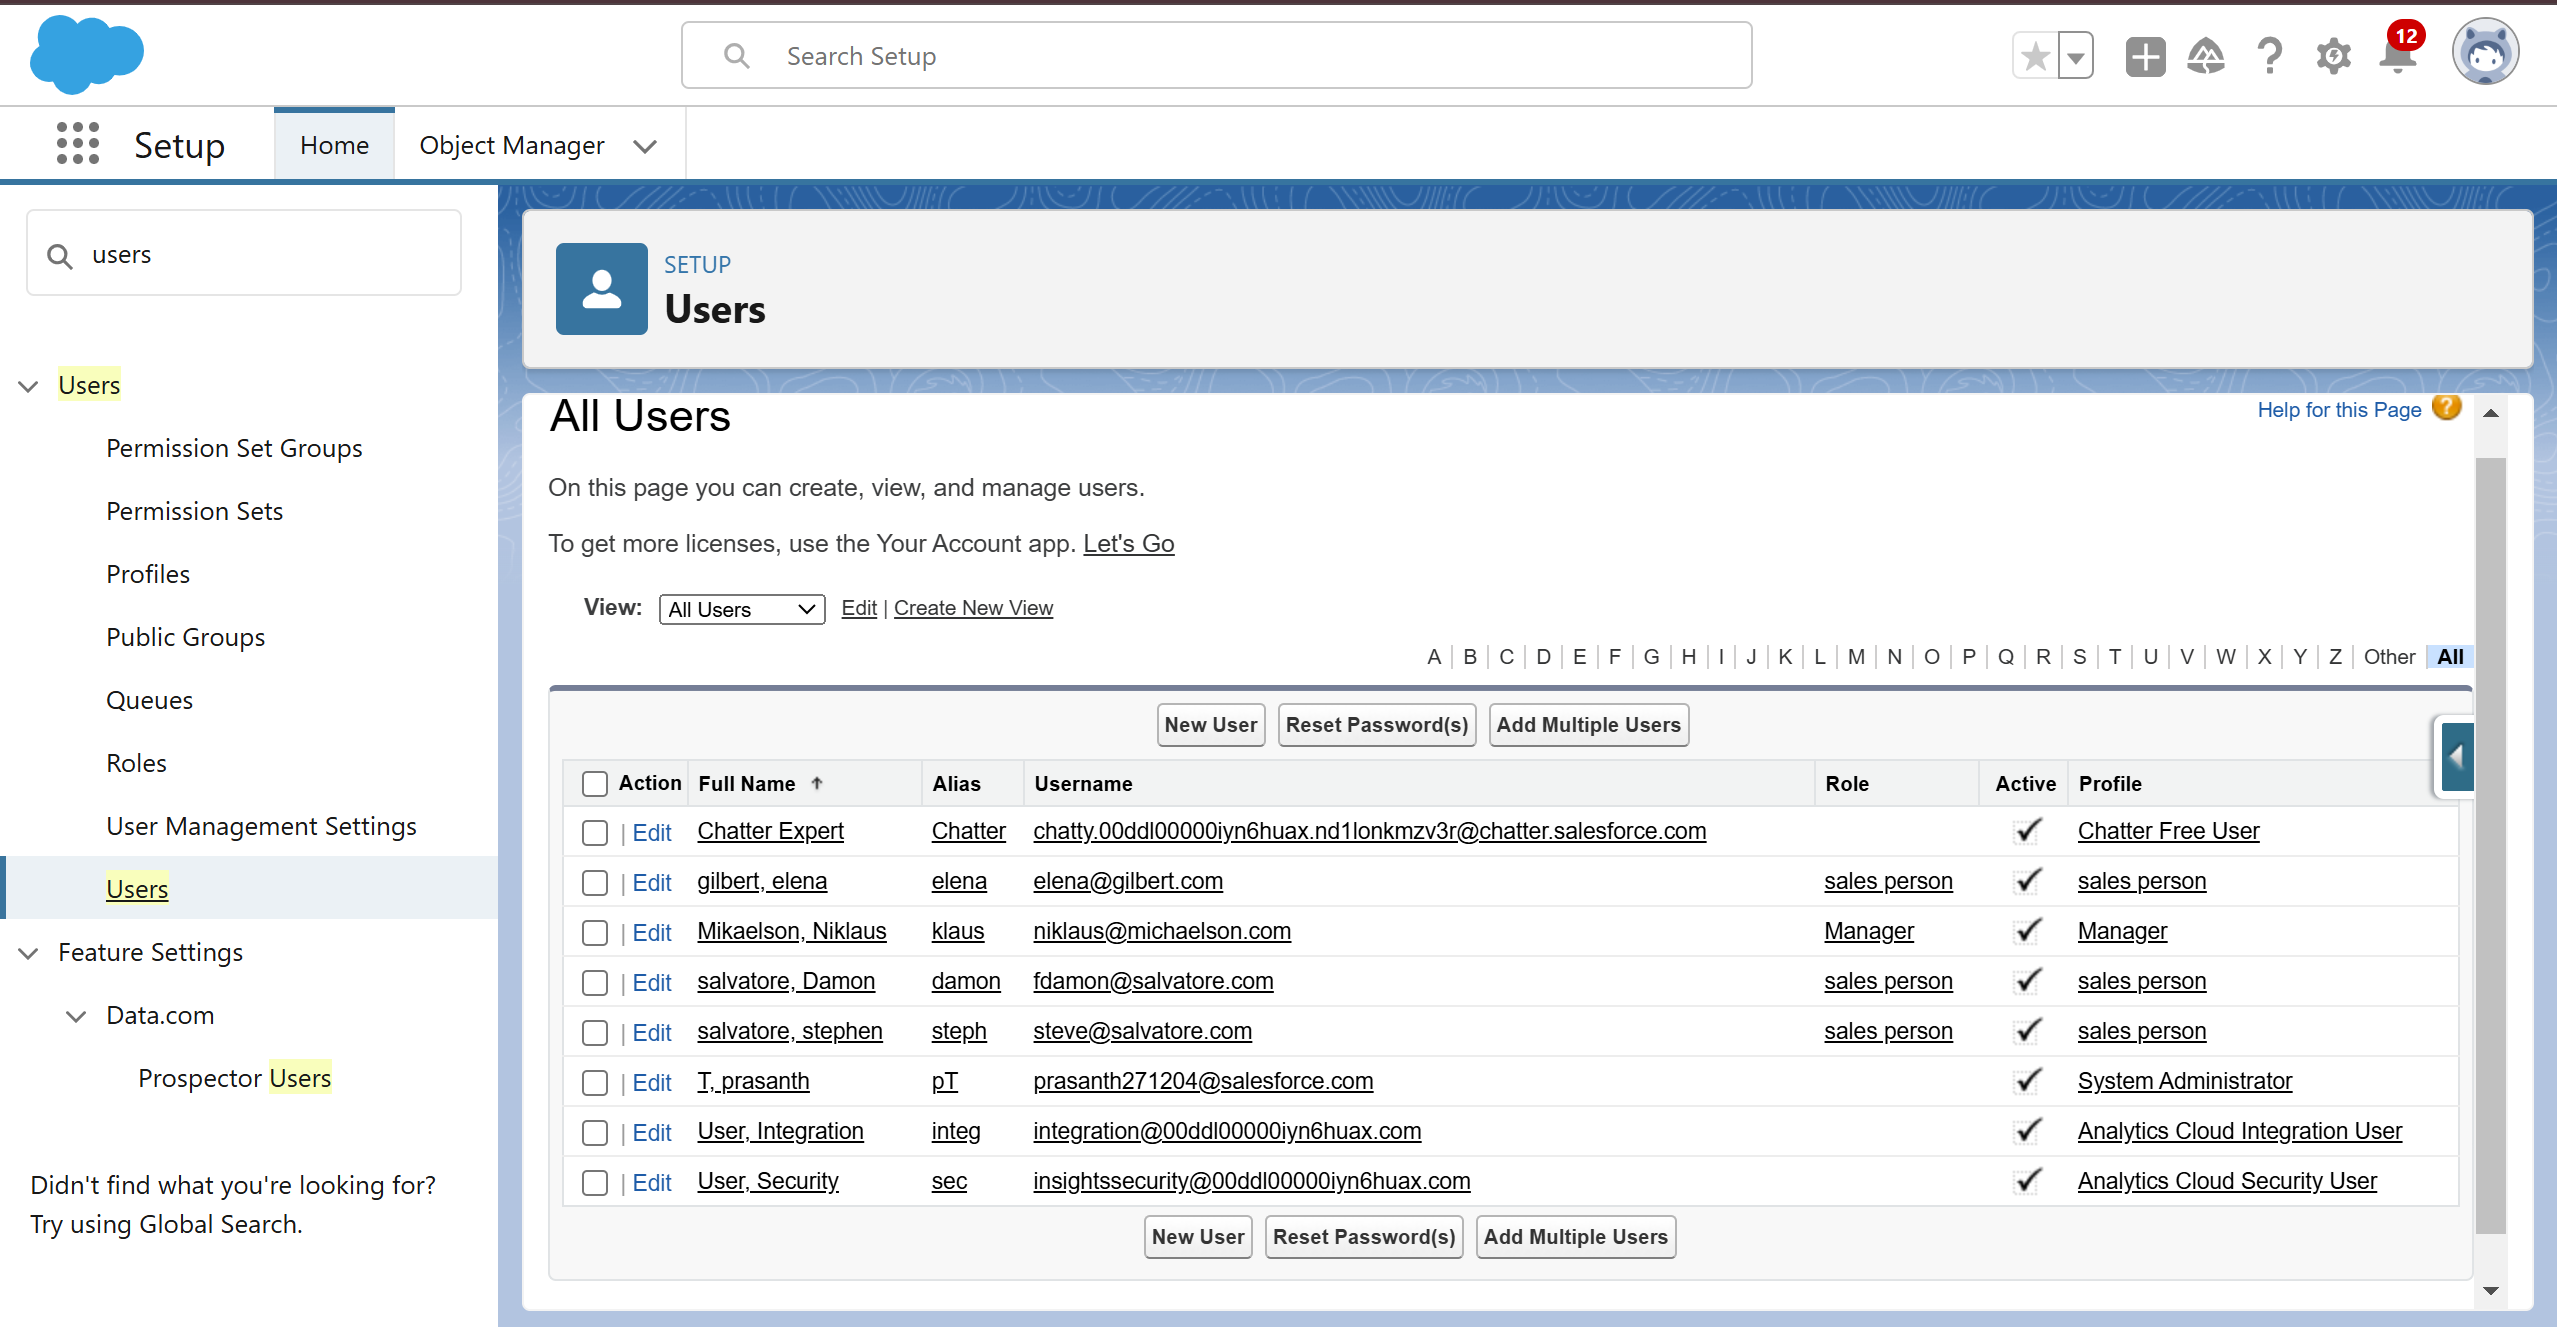 Search Setup
12
Setup
Home
Object Manager
users
Users
Permission Set Groups
Permission Sets
Profiles
Public Groups
Queues
Roles
User Management Settings
Users
Feature Settings
Data.com
Prospector Users
Didn't find what you're looking for?
Try using Global Search.
SETUP
Users
All Users
Help for this Page ?
On this page you can create, view, and manage users.
To get more licenses, use the Your Account app. Let's Go
View: All Users Edit | Create New View
A | B | C | D | E | F | G | H | I | J | K | L | M | N | O | P | Q | R | S | T | U | V | W | X | Y | Z | Other | All
New User Reset Password(s) Add Multiple Users
Action Full Name ↑ Alias Username Role Active Profile
| Edit Chatter Expert Chatter chatty.00ddl00000iyn6huax.nd1lonkmzv3r@chatter.salesforce.com Chatter Free User
| Edit gilbert, elena elena elena@gilbert.com sales person sales person
| Edit Mikaelson, Niklaus klaus niklaus@michaelson.com Manager Manager
| Edit salvatore, Damon damon fdamon@salvatore.com sales person sales person
| Edit salvatore, stephen steph steve@salvatore.com sales person sales person
| Edit T, prasanth pT prasanth271204@salesforce.com System Administrator
| Edit User, Integration integ integration@00ddl00000iyn6huax.com Analytics Cloud Integration User
| Edit User, Security sec insightssecurity@00ddl00000iyn6huax.com Analytics Cloud Security User
New User Reset Password(s) Add Multiple Users